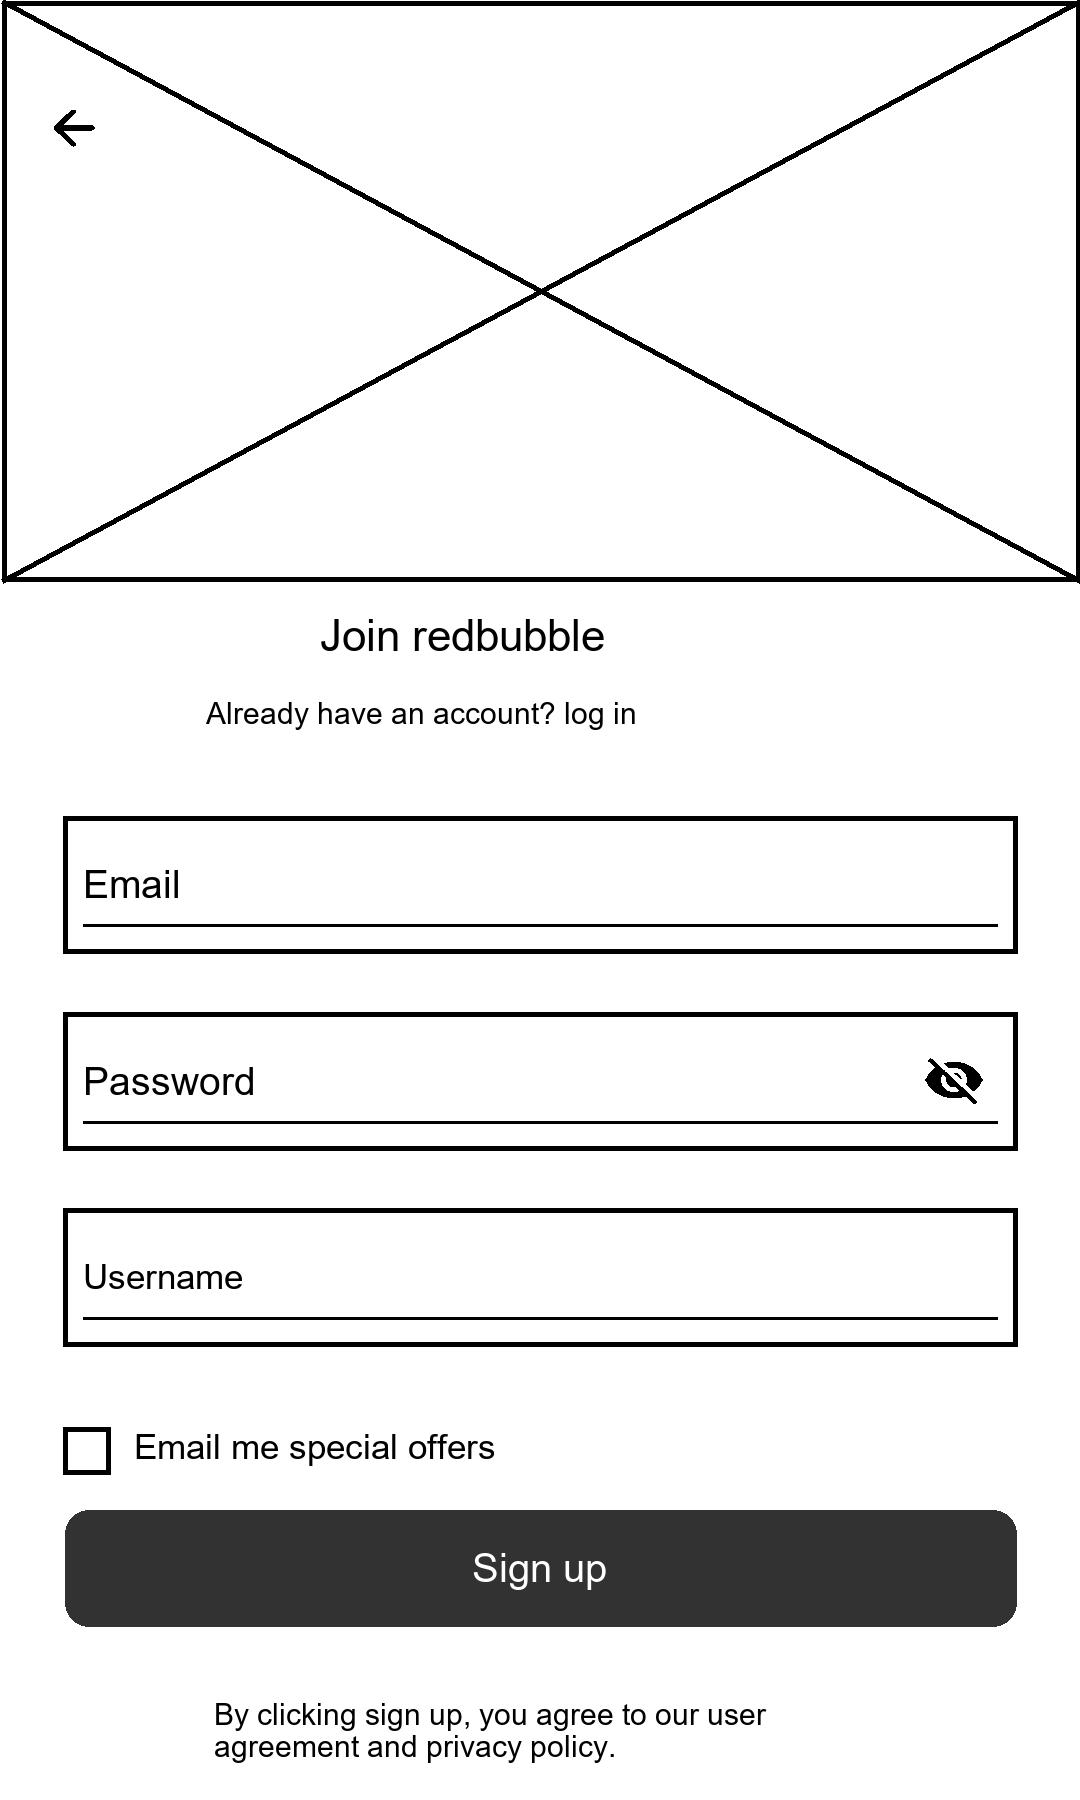 Join redbubble
Already have an account? log in
Email
Password
Username
Email me special offers
Sign up
By clicking sign up, you agree to our user
agreement and privacy policy.